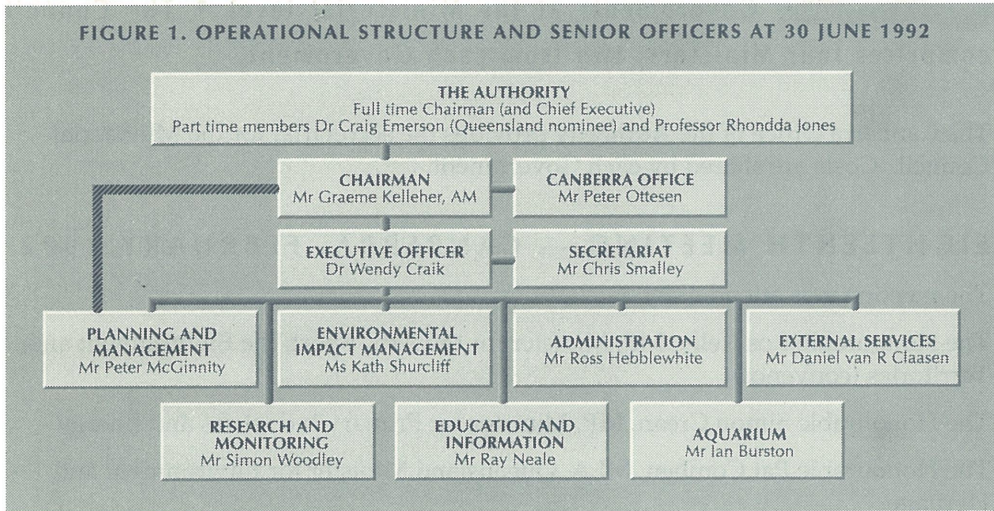 FIGURE 1. OPERATIONAL STRUCTURE AND SENIOR OFFICERS AT 30 JUNE 1992
THE AUTHORITY
Full time Chairman (and Chief Executive)
Part time members Dr Craig Emerson (Queensland nominee) and Professor Rhondda Jones
CHAIRMAN
Mr Graeme Kelleher, AM
CANBERRA OFFICE
Mr Peter Ottesen
EXECUTIVE OFFICER
Dr Wendy Craik
SECRETARIAT
Mr Chris Smalley
PLANNING AND
MANAGEMENT
Mr Peter McGinnity
ENVIRONMENTAL
IMPACT MANAGEMENT
Ms Kath Shurcliff
ADMINISTRATION
Mr Ross Hebblewhite
EXTERNAL SERVICES
Mr Daniel van R Claasen
RESEARCH AND
MONITORING
Mr Simon Woodley
EDUCATION AND
INFORMATION
Mr Ray Neale
AQUARIUM
Mr Ian Burston